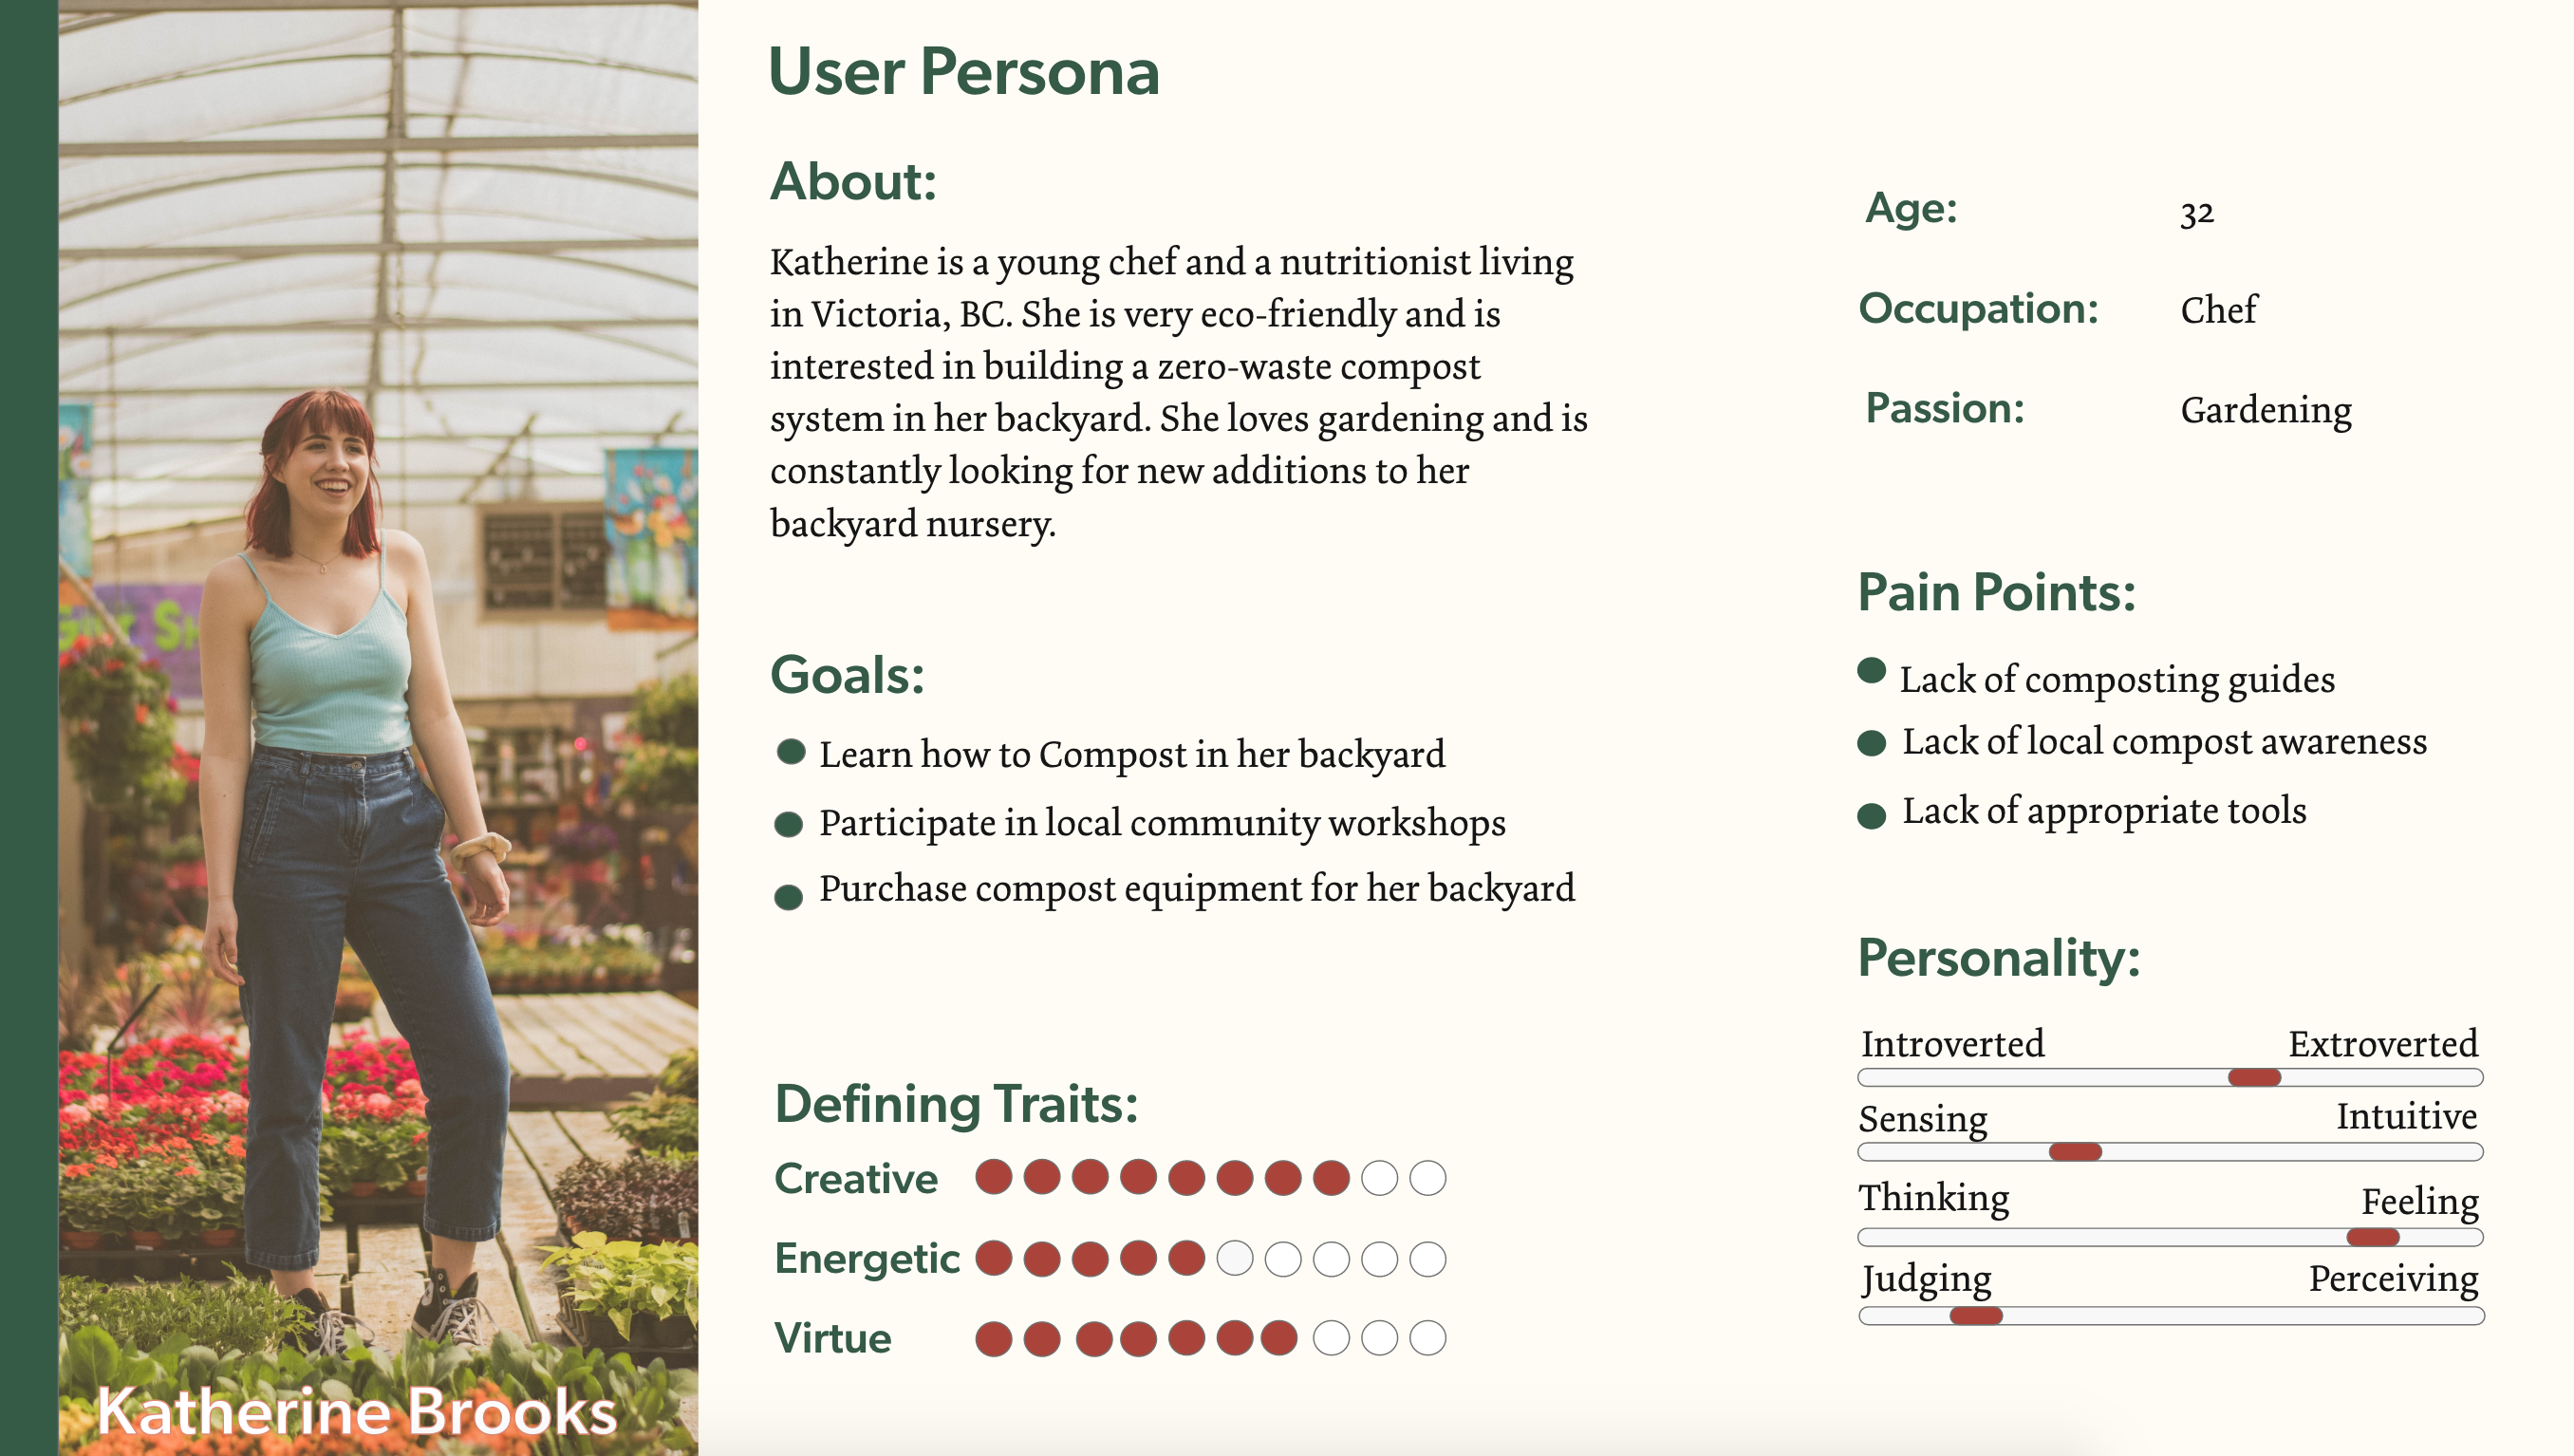 User Persona
About:
Katherine is a young chef and a nutritionist living
in Victoria, BC. She is very eco-friendly and is
interested in building a zero-waste compost
system in her backyard. She loves gardening and is
constantly looking for new additions to her
backyard nursery.
Goals:
Learn how to Compost in her backyard
Participate in local community workshops
Purchase compost equipment for her backyard
Defining Traits:
Creative
Energetic
Virtue
Age: 32
Occupation: Chef
Passion: Gardening
Pain Points:
Lack of composting guides
Lack of local compost awareness
Lack of appropriate tools
Personality:
Introverted Extroverted
Sensing Intuitive
Thinking Feeling
Judging Perceiving
Katherine Brooks